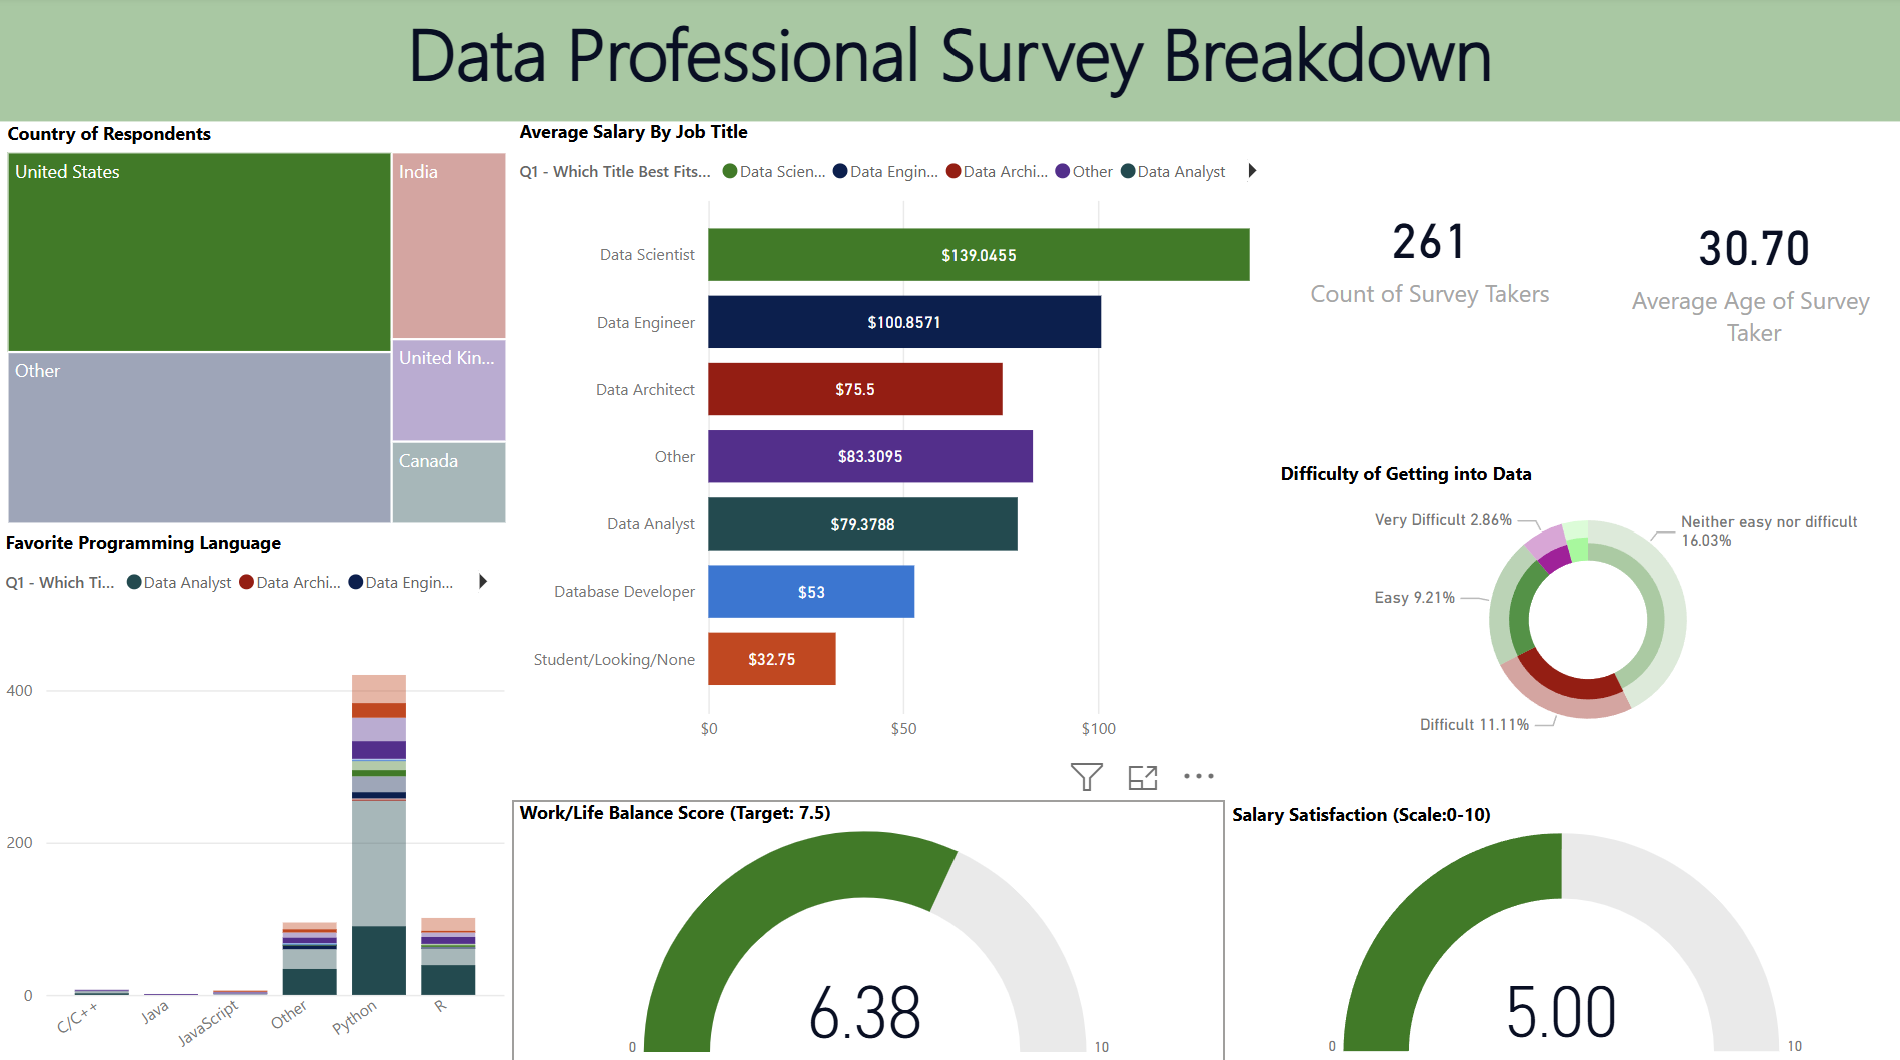 Data Professional Survey Breakdown
Country of Respondents
United States
India
Other
United Kin...
Canada
Average Salary By Job Title
Q1 - Which Title Best Fits... Data Scien... Data Engin... Data Archi... Other Data Analyst
Data Scientist $139.0455
Data Engineer $100.8571
Data Architect $75.5
Other $83.3095
Data Analyst $79.3788
Database Developer $53
Student/Looking/None $32.75
$0 $50 $100
261
Count of Survey Takers
30.70
Average Age of Survey
Taker
Favorite Programming Language
Q1 - Which Ti... Data Analyst Data Archi... Data Engin...
400
200
0
C/C++ Java JavaScript Other Python R
Difficulty of Getting into Data
Very Difficult 2.86%
Neither easy nor difficult
16.03%
Easy 9.21%
Difficult 11.11%
Work/Life Balance Score (Target: 7.5)
6.38
0 10
Salary Satisfaction (Scale:0-10)
5.00
0 10